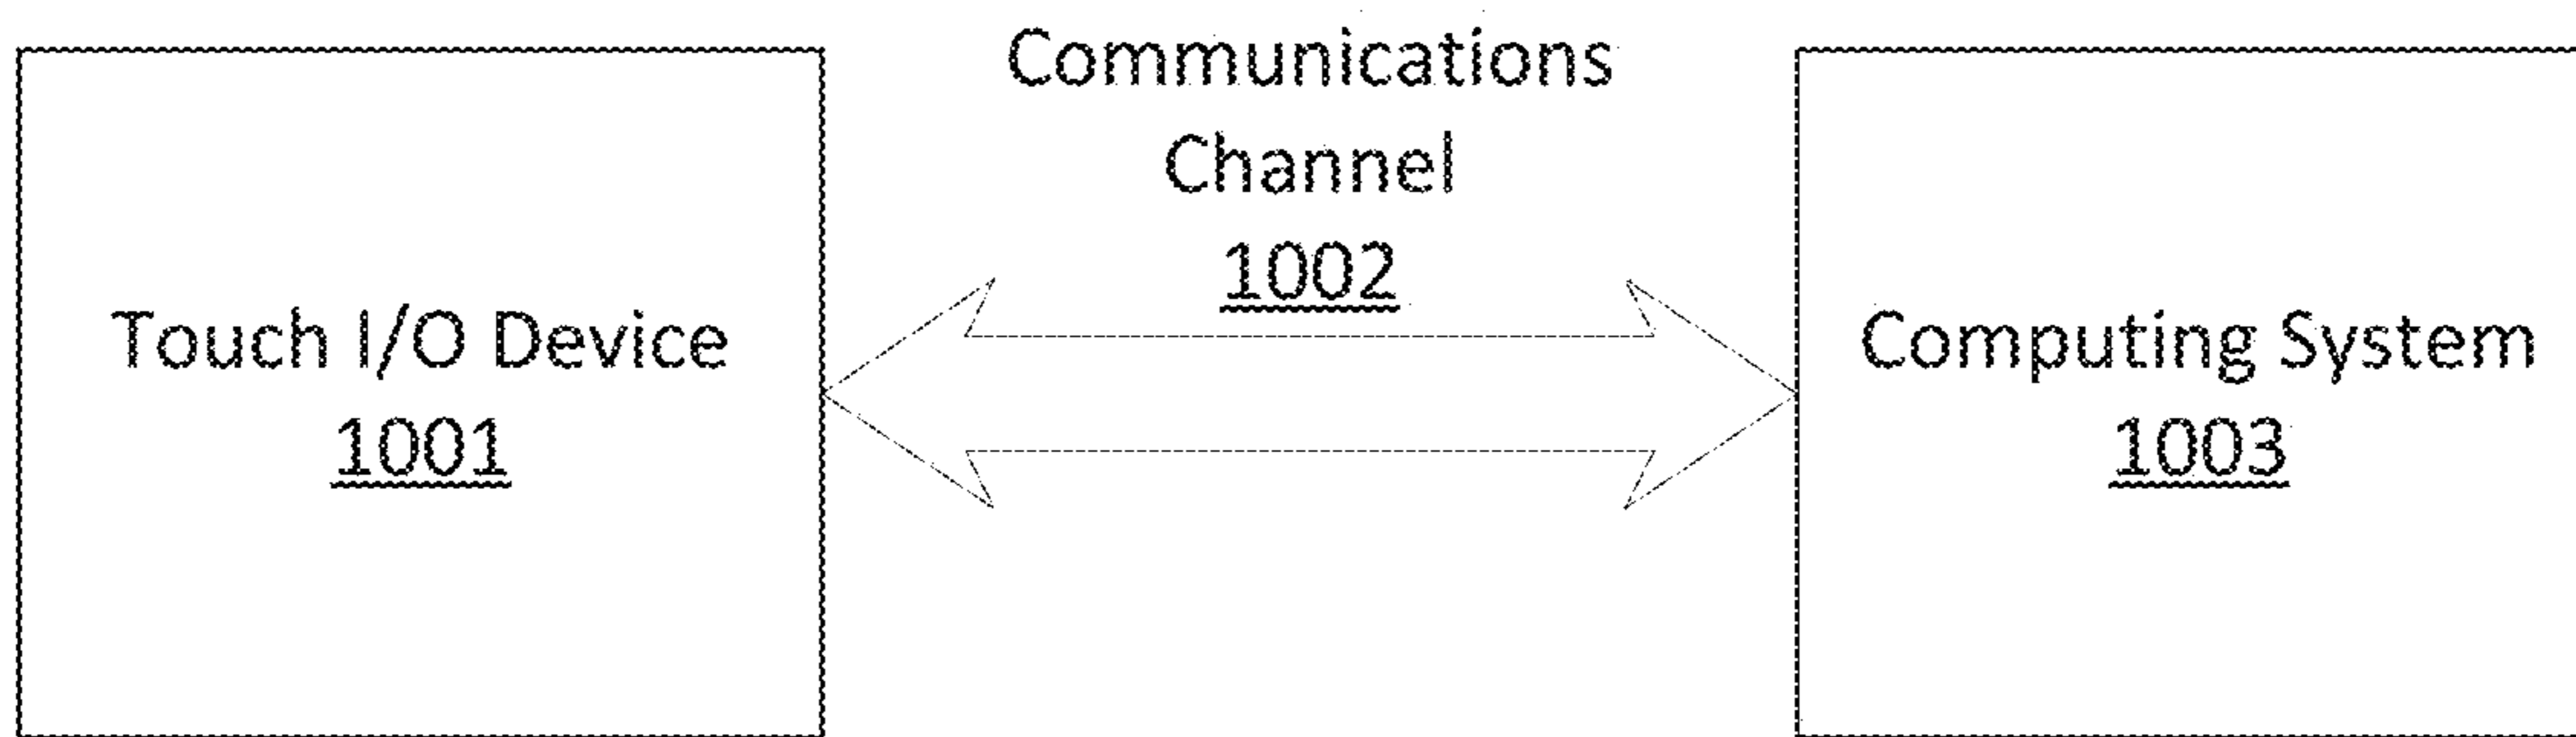 Communications
Channel
1002
Touch I/O Device
1001
Computing System
1003